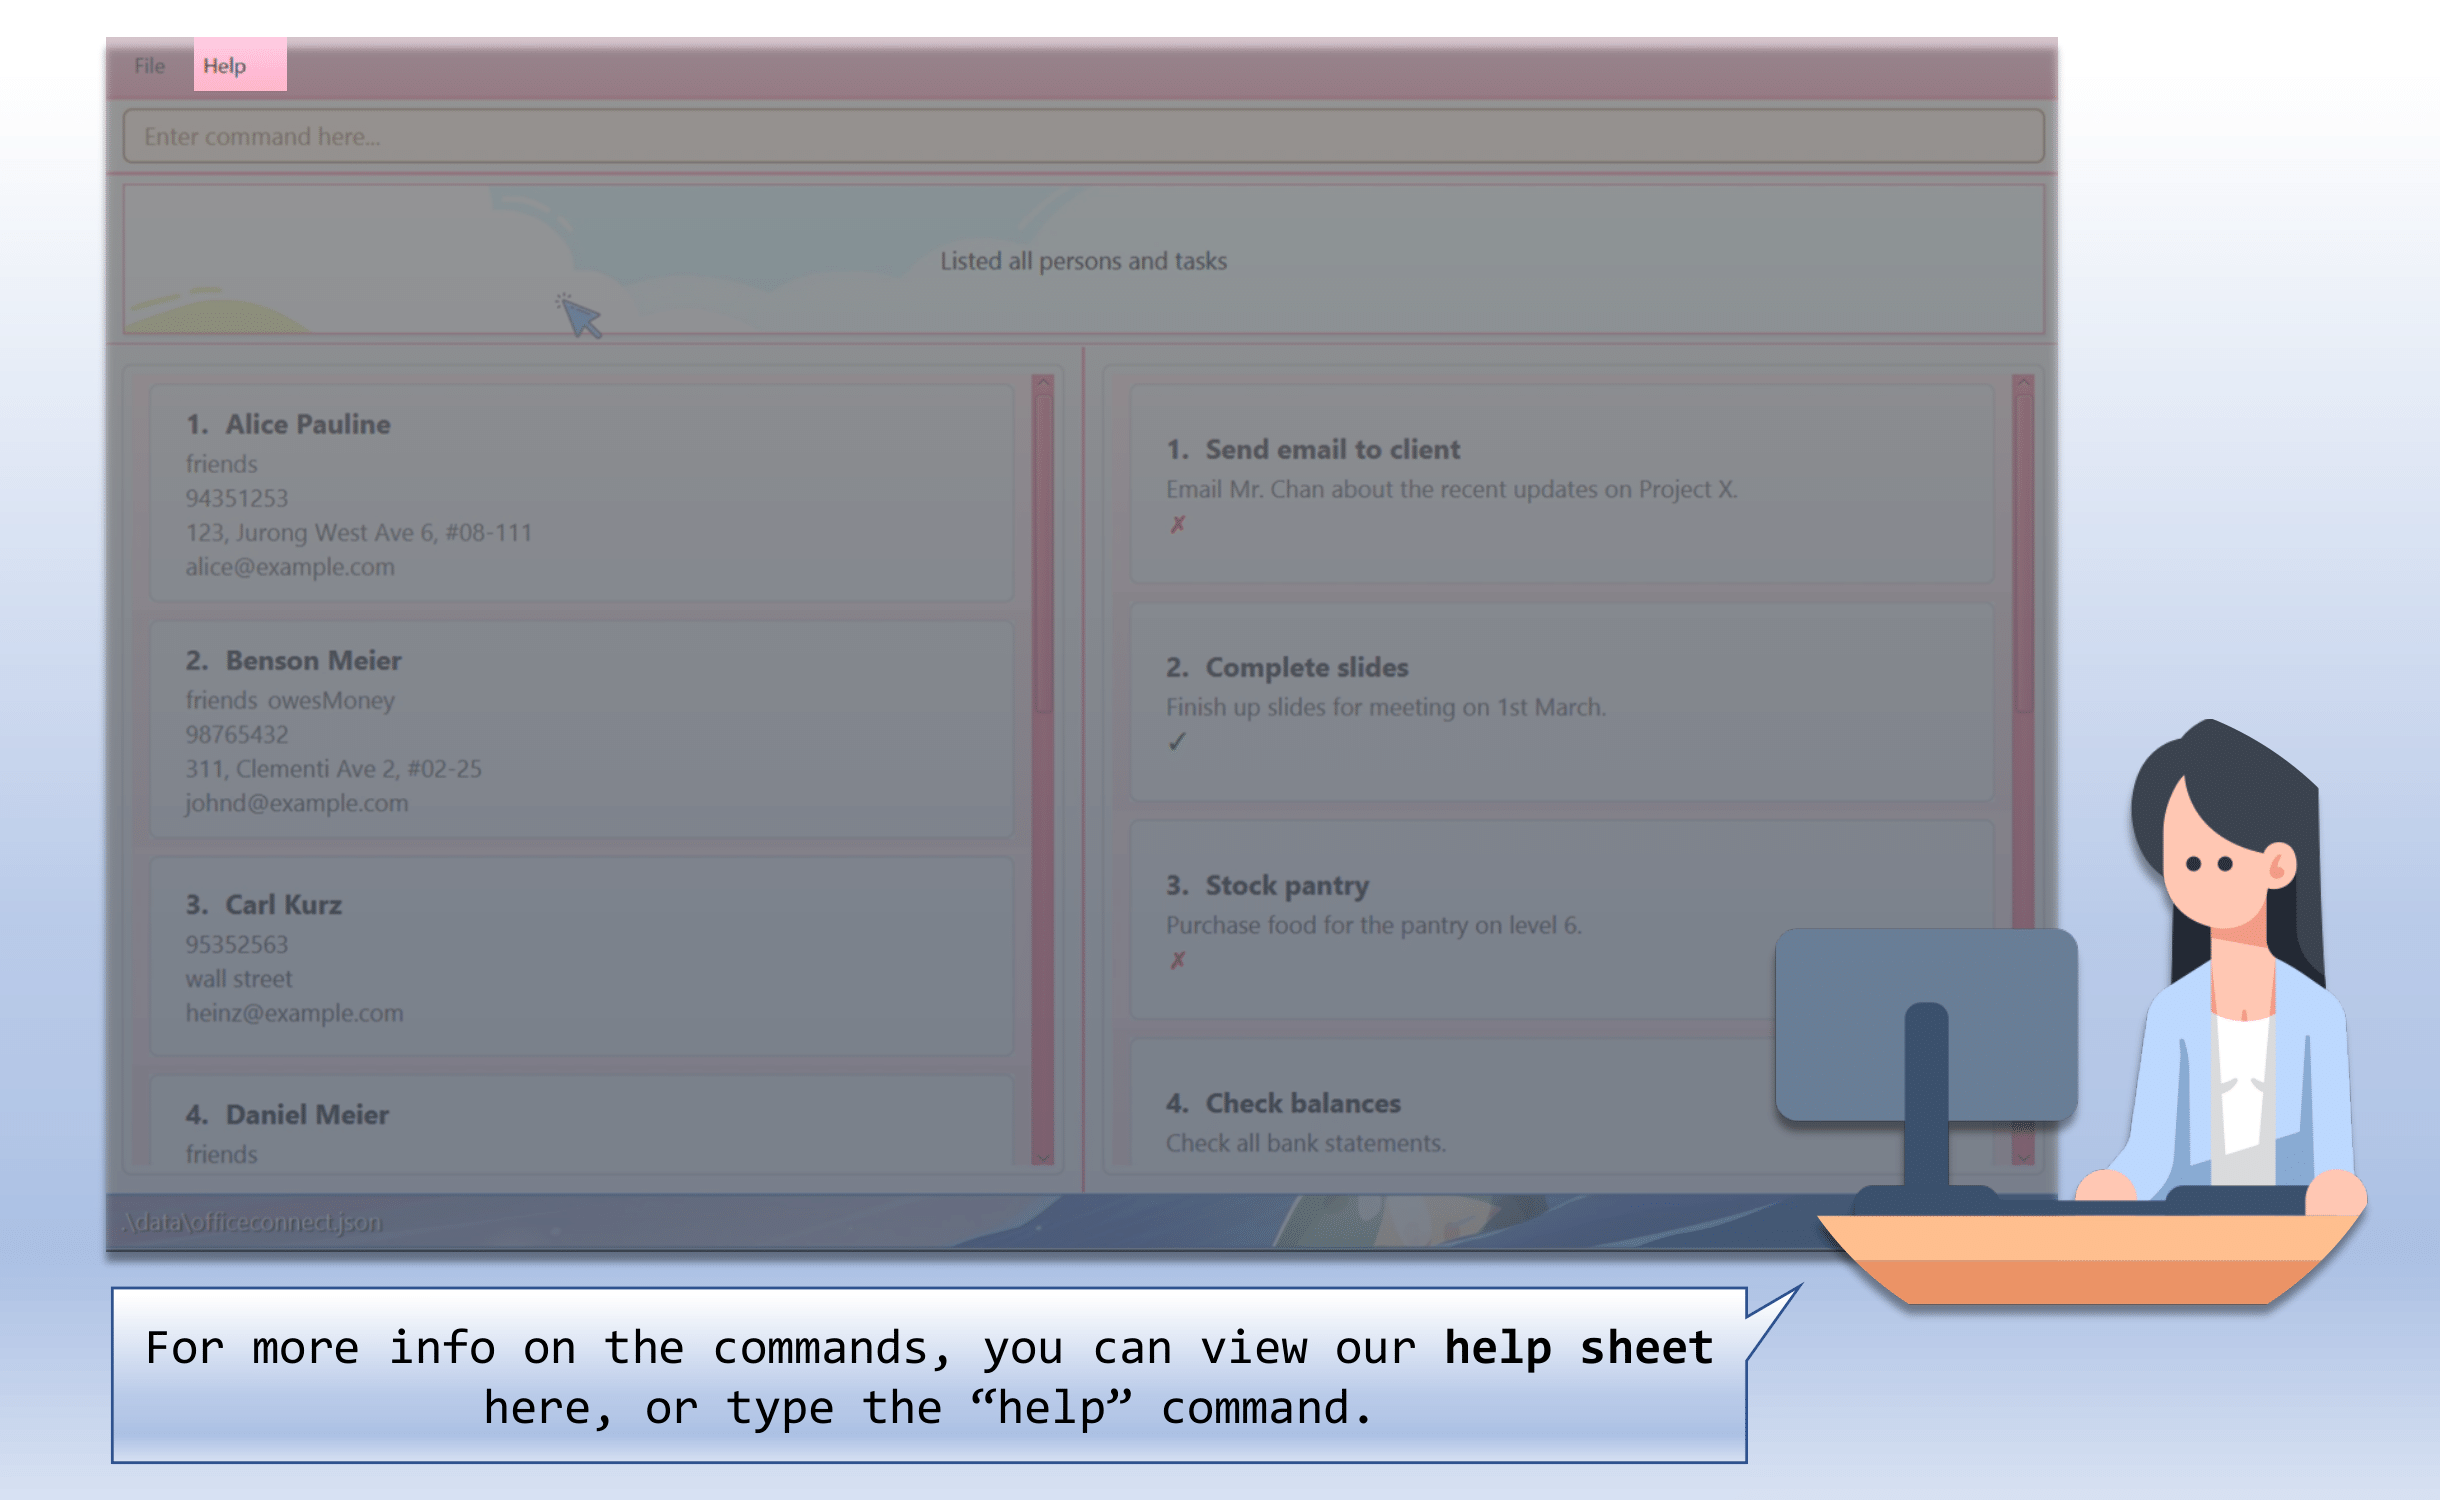 File Help
Enter command here...
Listed all persons and tasks
1. Alice Pauline
friends
94351253
123, Jurong West Ave 6, #08-111
alice@example.com
2. Benson Meier
friends owesMoney
98765432
311, Clementi Ave 2, #02-25
johnd@example.com
3. Carl Kurz
95352563
wall street
heinz@example.com
4. Daniel Meier
friends
1. Send email to client
Email Mr. Chan about the recent updates on Project X.
✗
2. Complete slides
Finish up slides for meeting on 1st March.
✓
3. Stock pantry
Purchase food for the pantry on level 6.
✗
4. Check balances
Check all bank statements.
.\data\officeconnect.json
For more info on the commands, you can view our help sheet
here, or type the “help” command.